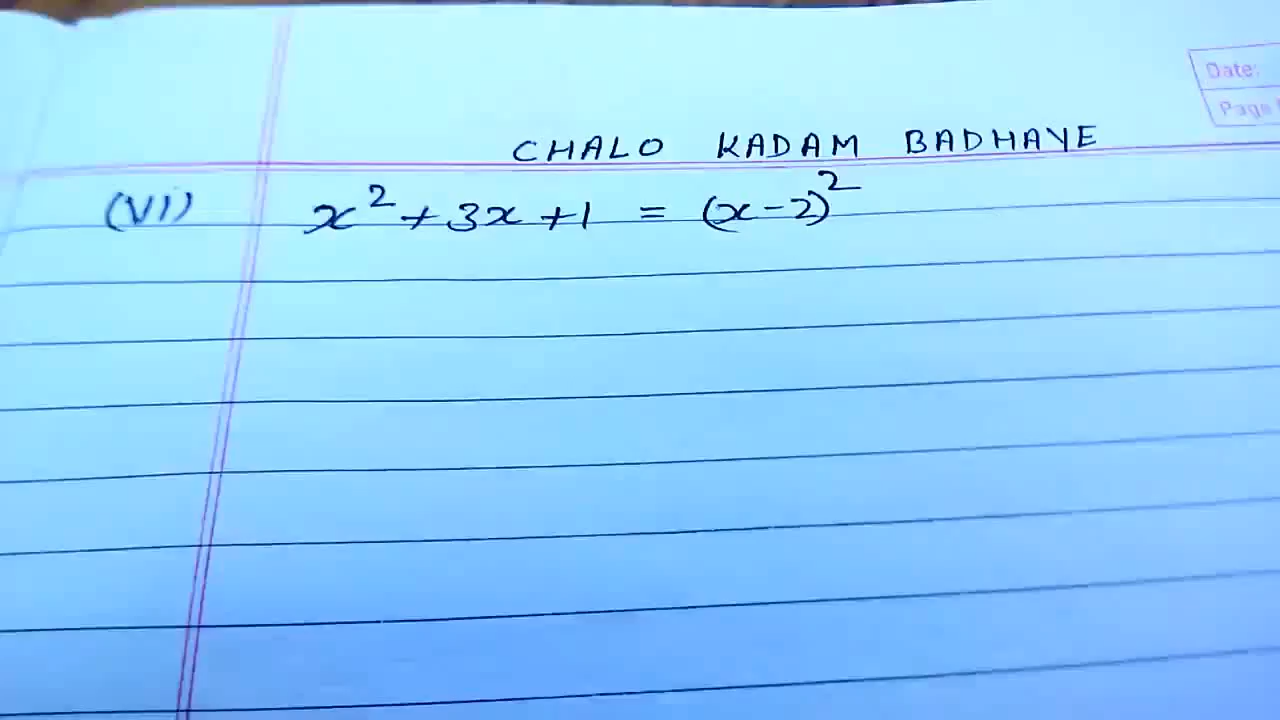 Date:
Page
CHALO KADAM BADHAYE
(VI) x² + 3x + 1 = (x - 2)²